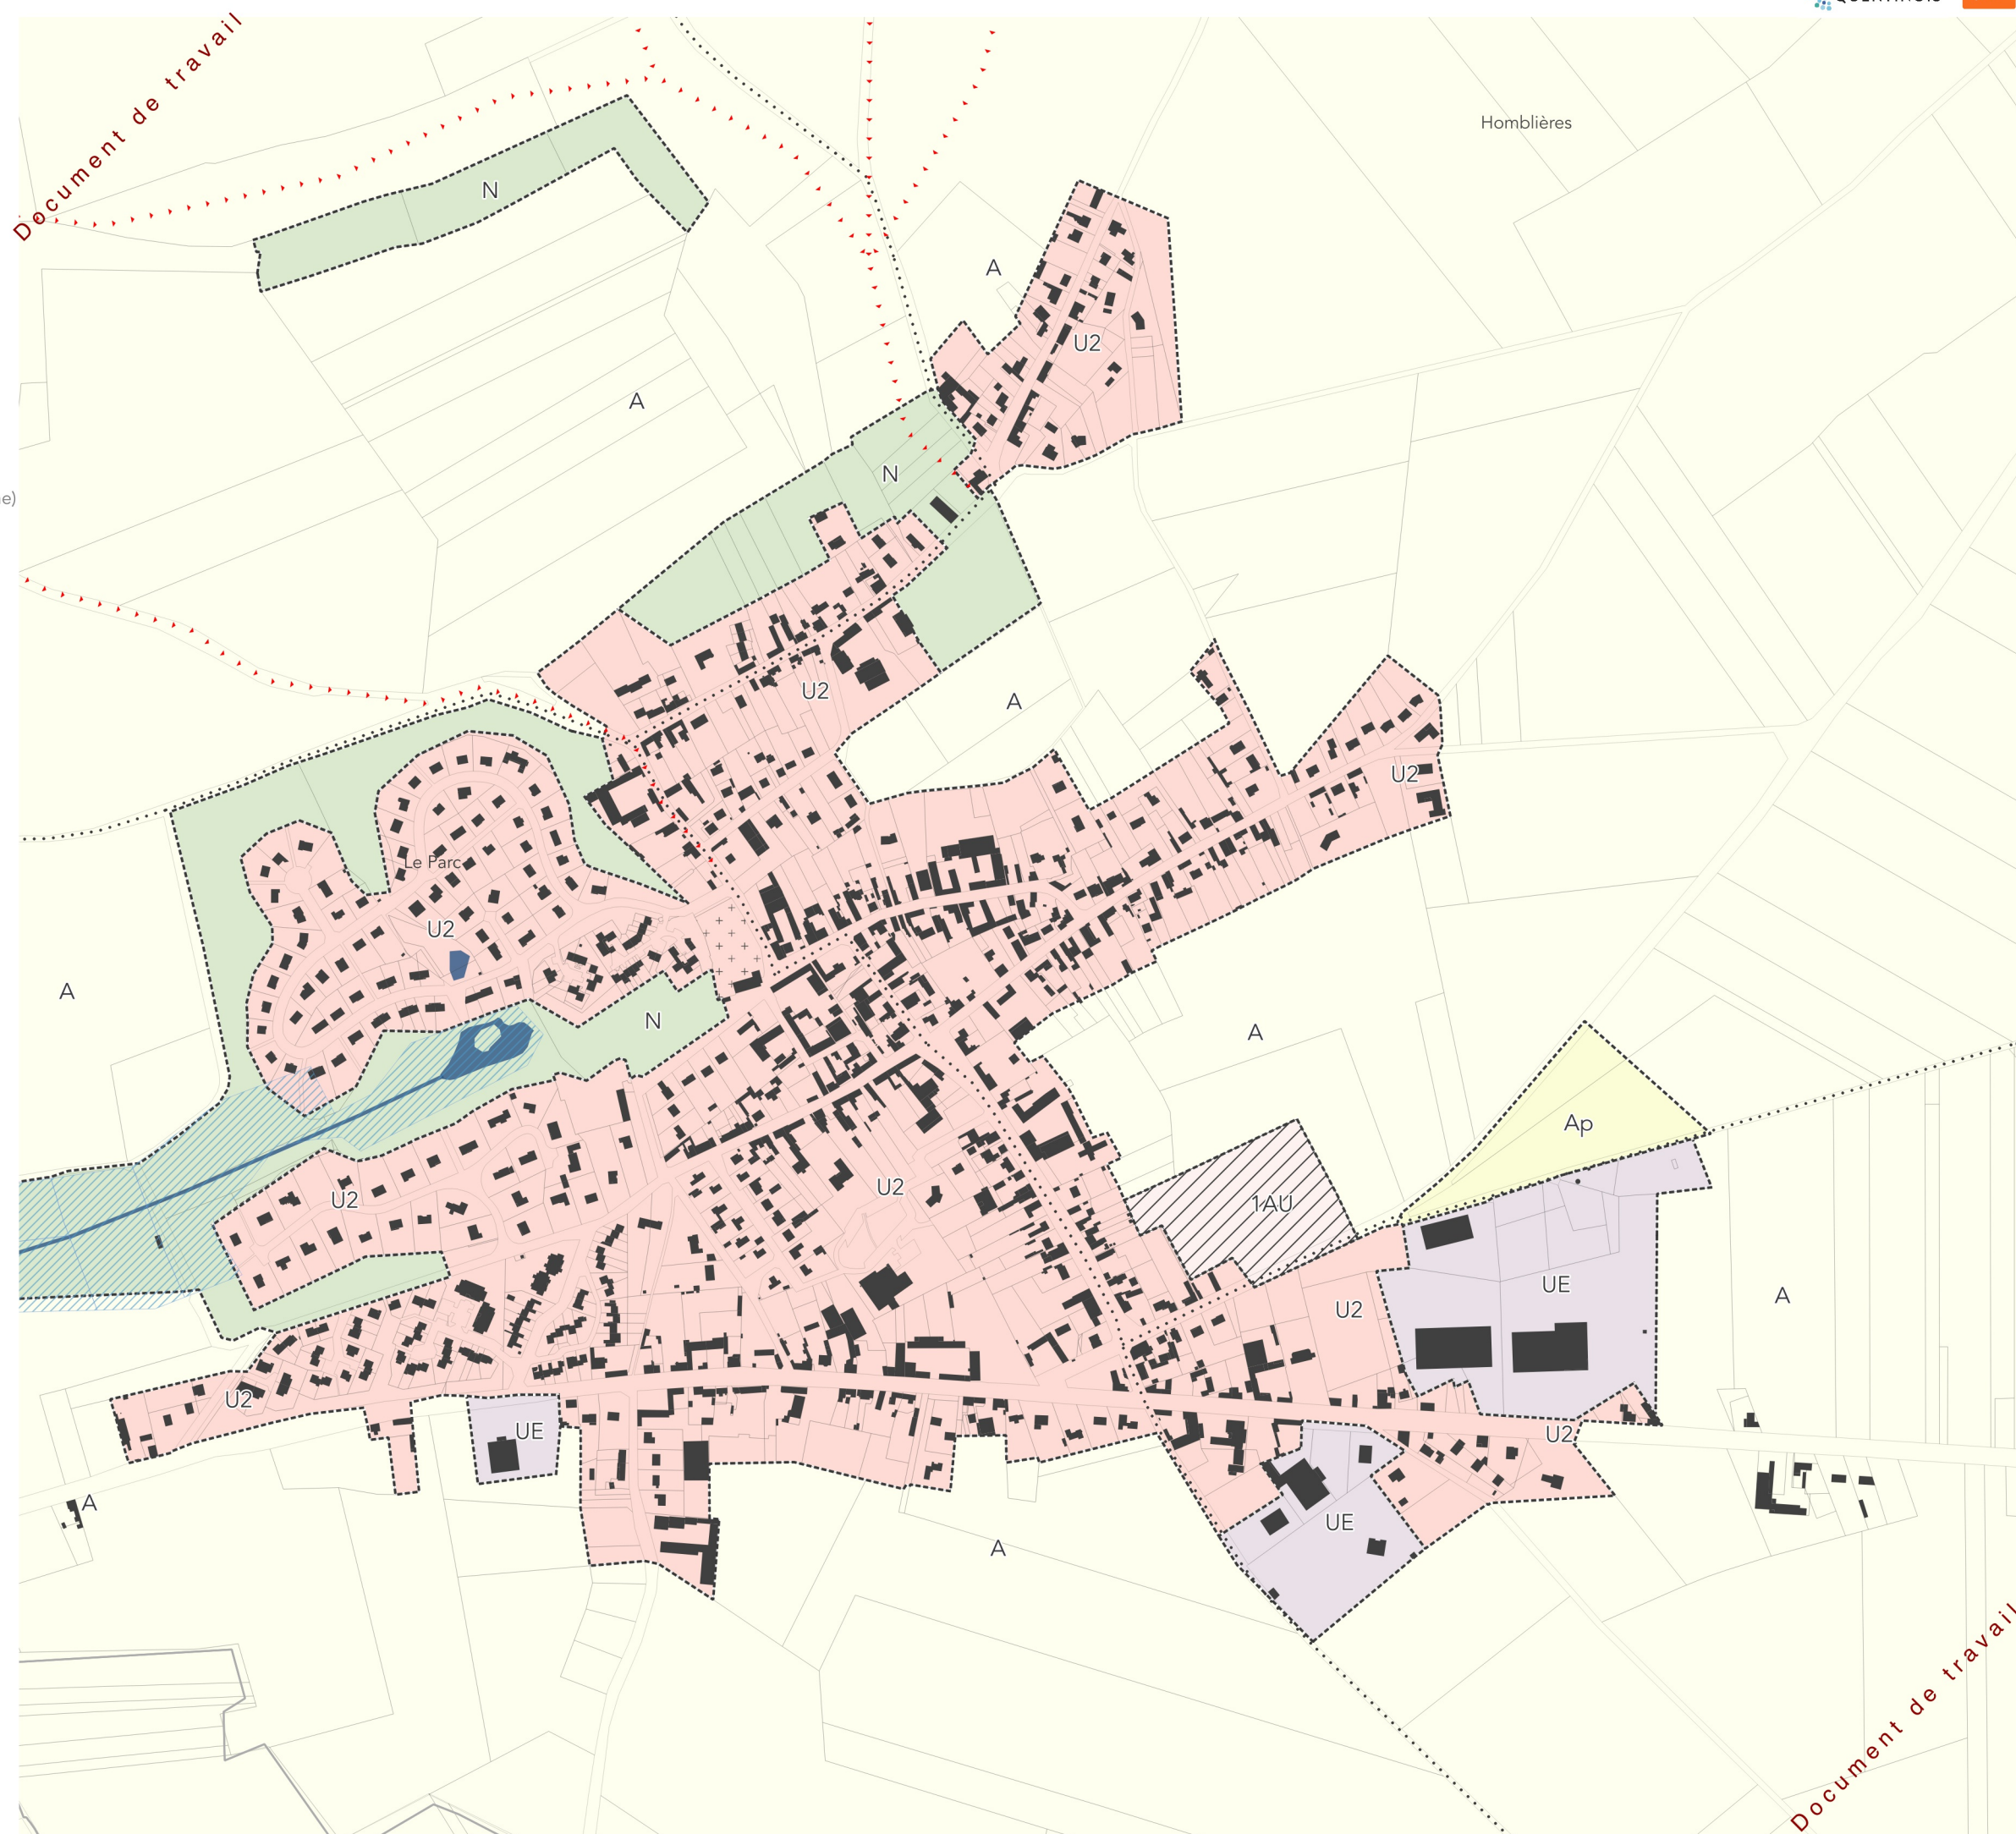 Document de travail
Homblières
N
A
U2
A
N
e)
U2
A
U2
Le Parc
U2
A
N
A
Ap
U2
U2
1AU
UE
A
U2
U2
UE
U2
A
UE
A
Document de travail